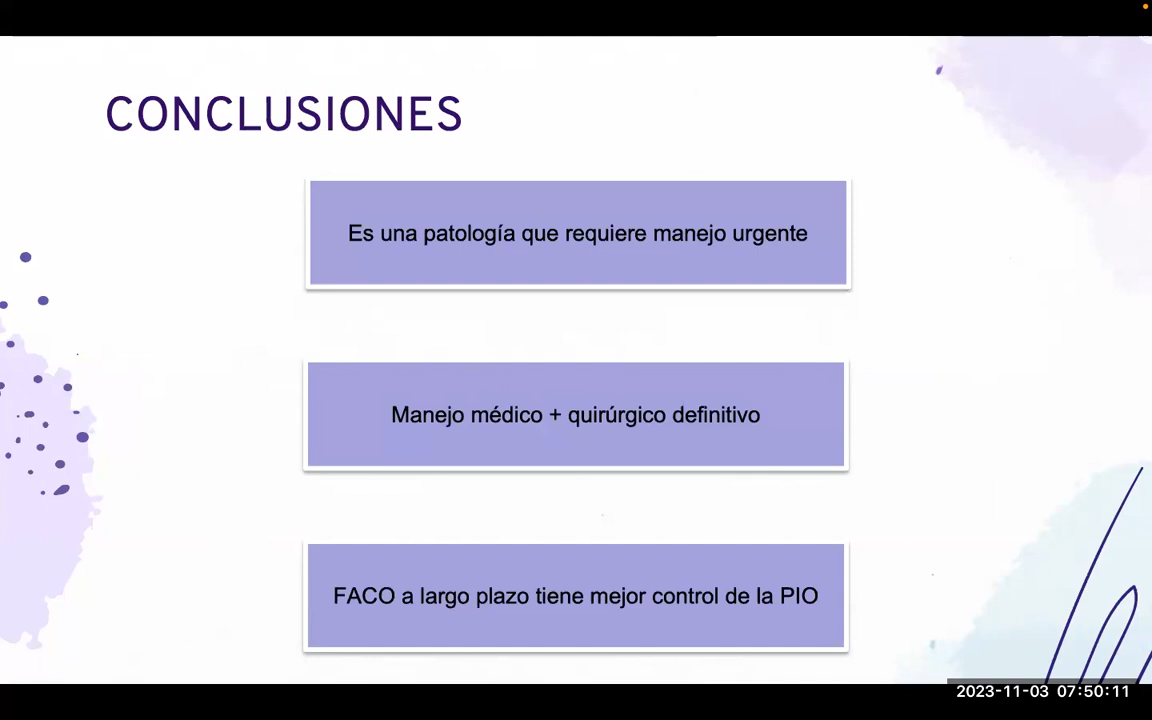 CONCLUSIONES
Es una patología que requiere manejo urgente
Manejo médico + quirúrgico definitivo
FACO a largo plazo tiene mejor control de la PIO
2023-11-03 07:50:11